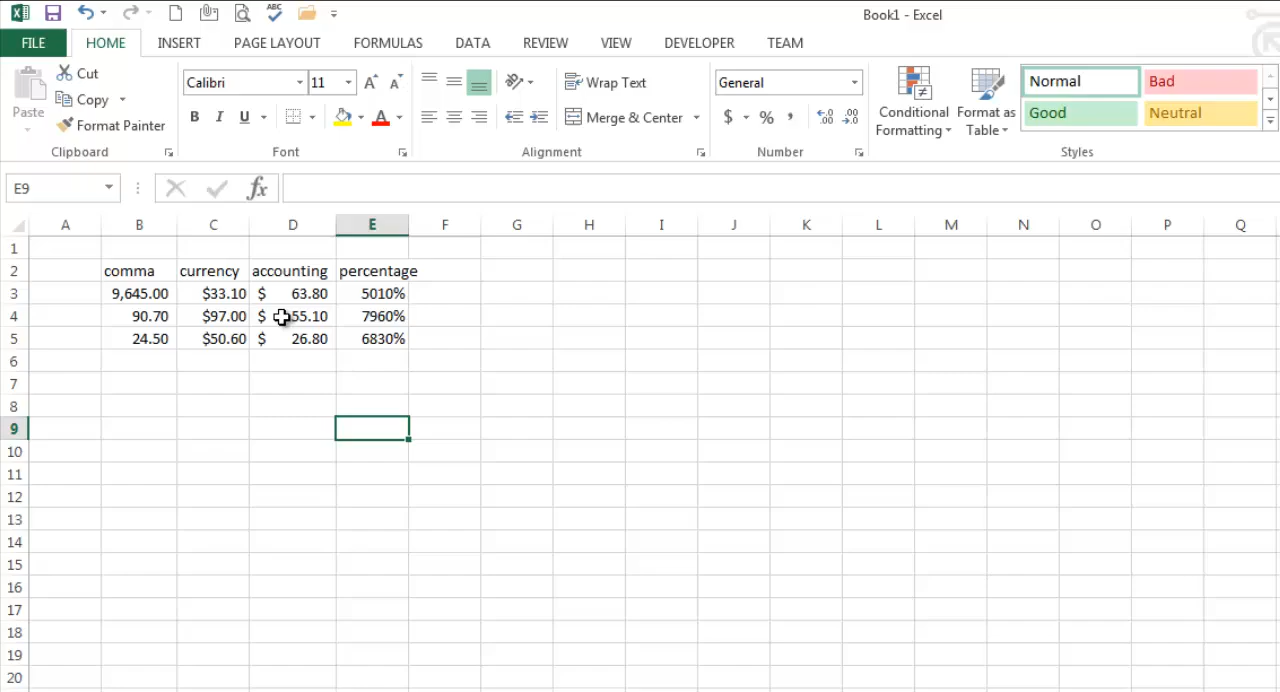 ABC
Book1 - Excel
FILE HOME INSERT PAGE LAYOUT FORMULAS DATA REVIEW VIEW DEVELOPER TEAM
Paste
Cut
Copy
Format Painter
Clipboard
Calibri 11
B I U A
Font
Wrap Text
Merge & Center
Alignment
General
$ % ,
Number
Conditional Formatting
Format as Table
Normal Bad
Good Neutral
Styles
E9 fx
A B C D E F G H I J K L M N O P Q
1
2 comma currency accounting percentage
3 9,645.00 $33.10 $ 63.80 5010%
4 90.70 $97.00 $ 55.10 7960%
5 24.50 $50.60 $ 26.80 6830%
6
7
8
9
10
11
12
13
14
15
16
17
18
19
20